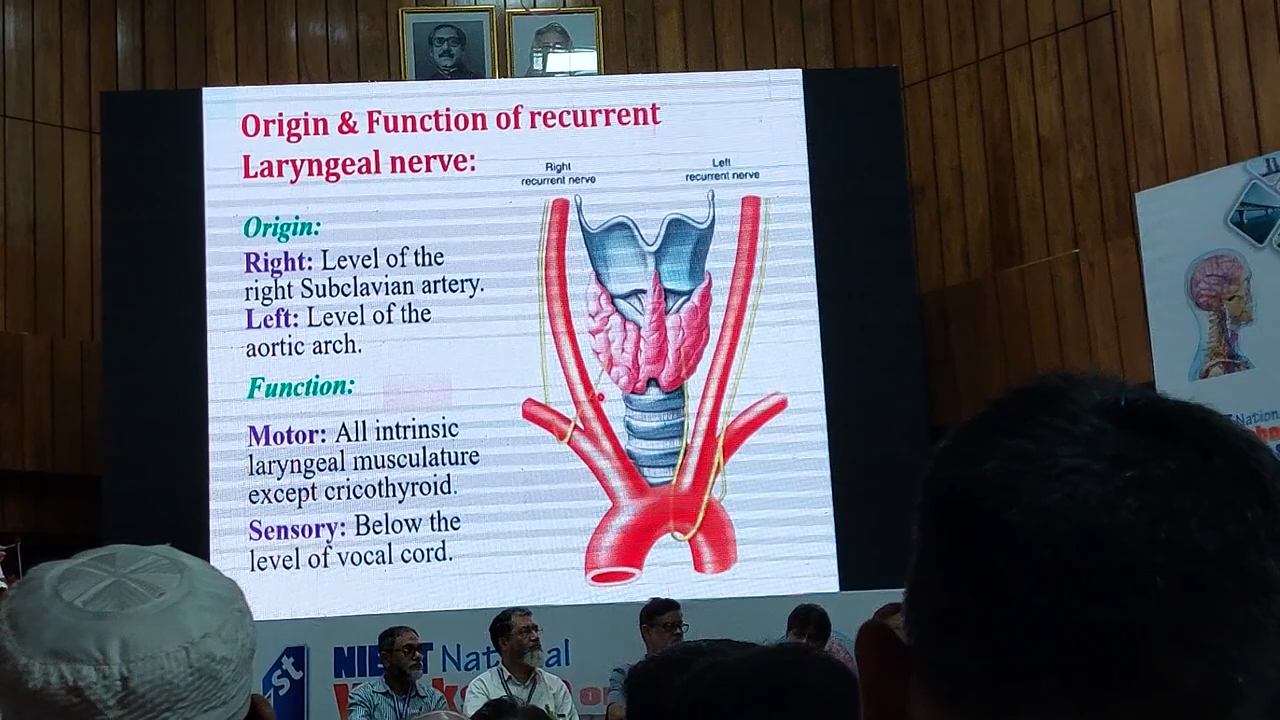 Origin & Function of recurrent
Laryngeal nerve:
Right
recurrent nerve
Left
recurrent nerve
Origin:
Right: Level of the
right Subclavian artery.
Left: Level of the
aortic arch.
Function:
Motor: All intrinsic
laryngeal musculature
except cricothyroid.
Sensory: Below the
level of vocal cord.
st